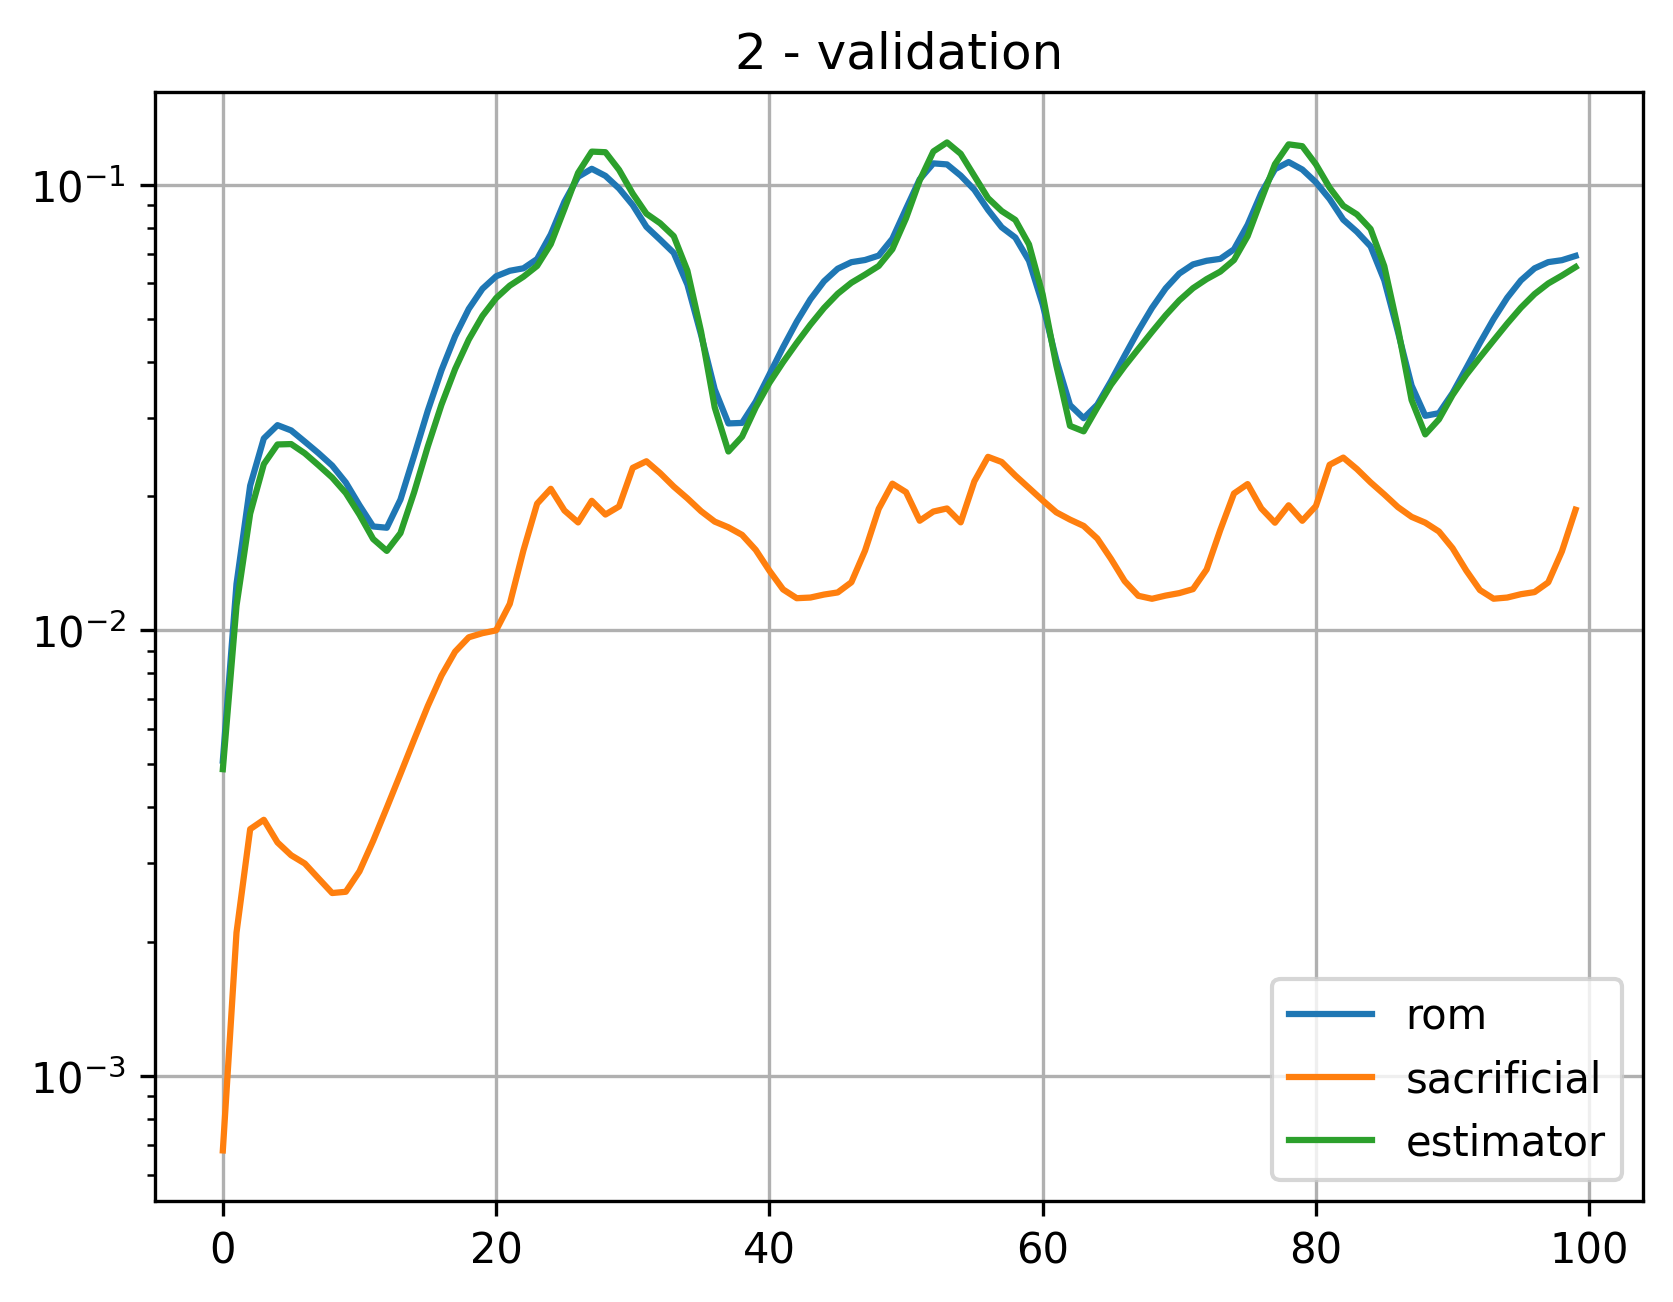 2 - validation
10⁻¹
10⁻²
10⁻³
0 20 40 60 80 100
rom
sacrificial
estimator